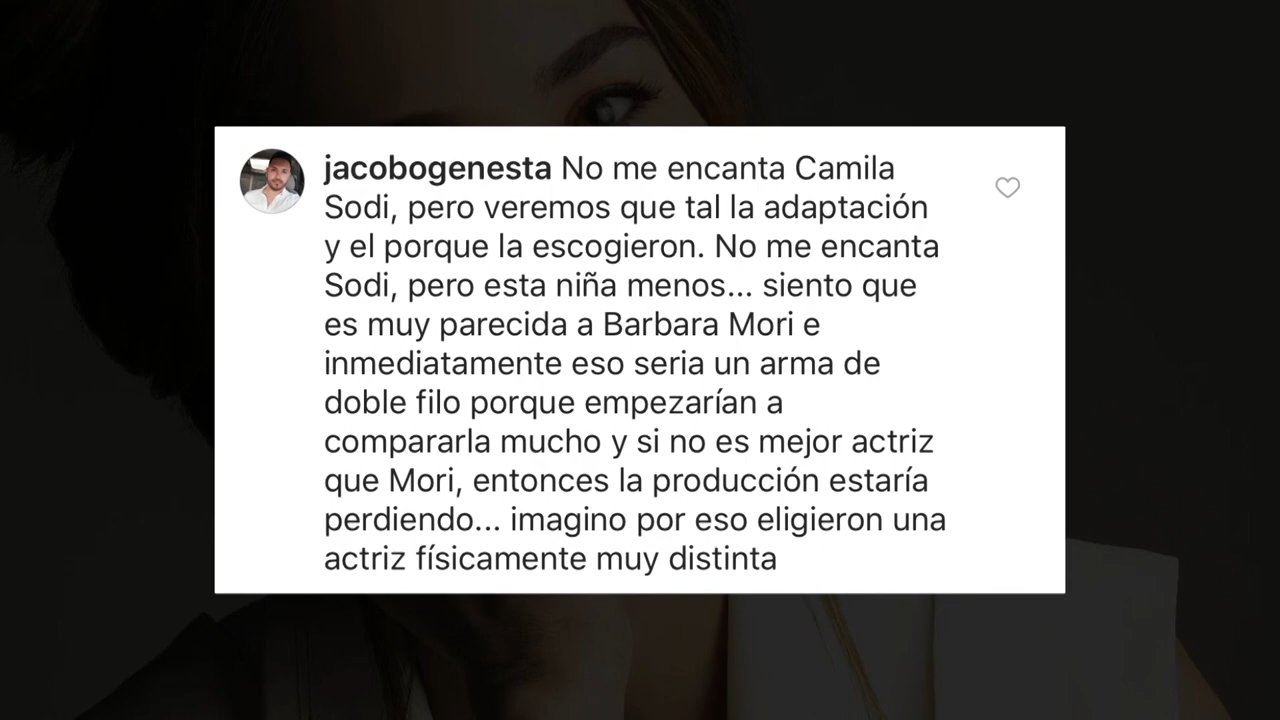 jacobogenesta No me encanta Camila
Sodi, pero veremos que tal la adaptación
y el porque la escogieron. No me encanta
Sodi, pero esta niña menos... siento que
es muy parecida a Barbara Mori e
inmediatamente eso seria un arma de
doble filo porque empezarían a
compararla mucho y si no es mejor actriz
que Mori, entonces la producción estaría
perdiendo... imagino por eso eligieron una
actriz físicamente muy distinta